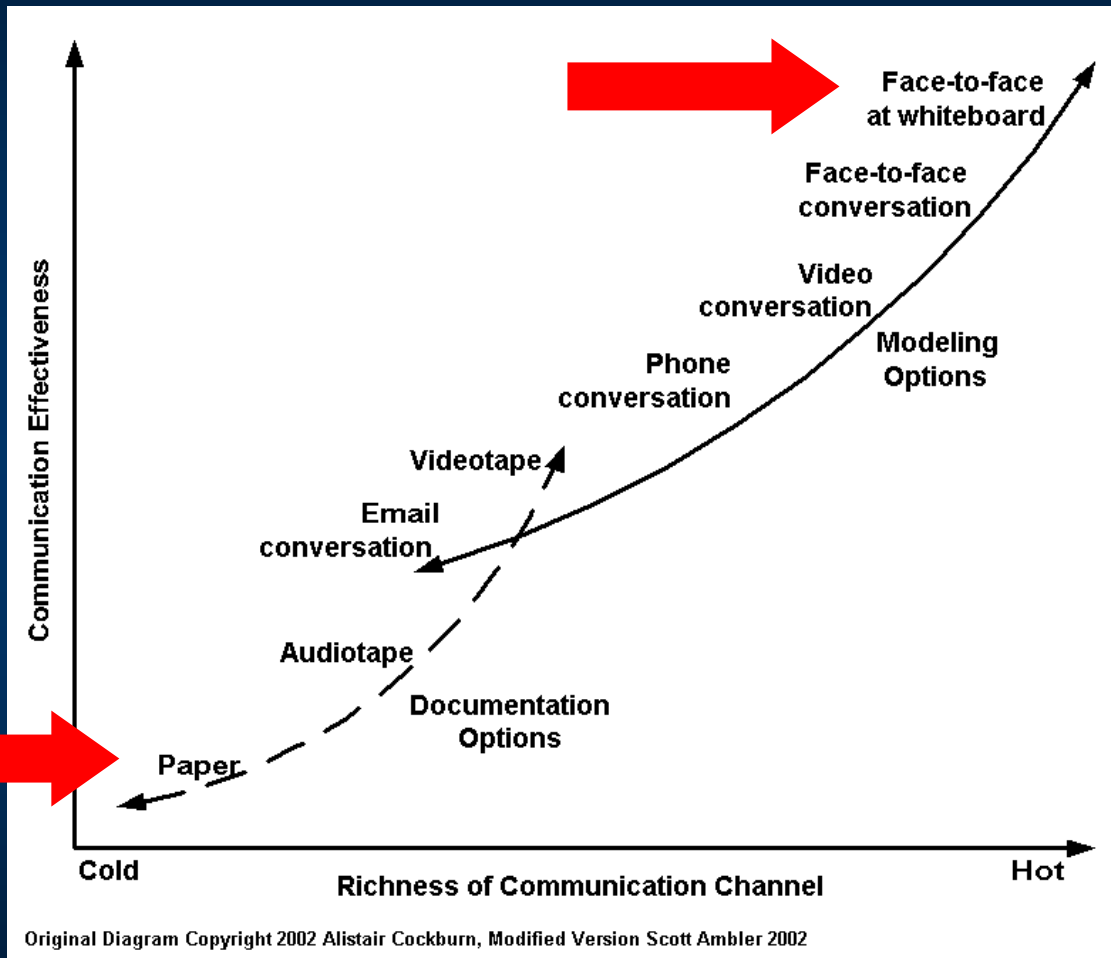 Face-to-face
at whiteboard
Face-to-face
conversation
Video
conversation
Modeling
Options
Phone
conversation
Videotape
Email
conversation
Audiotape
Documentation
Options
Paper
Communication Effectiveness
Cold
Hot
Richness of Communication Channel
Original Diagram Copyright 2002 Alistair Cockburn, Modified Version Scott Ambler 2002